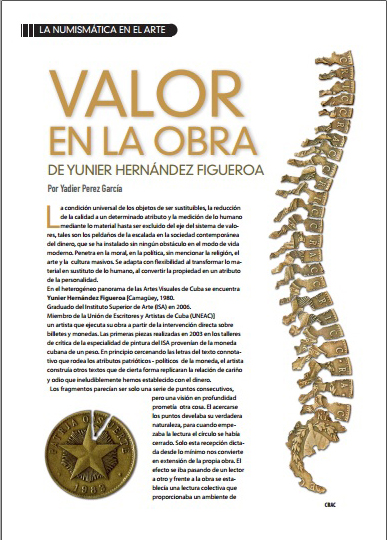 LA NUMISMÁTICA EN EL ARTE
VALOR
EN LA OBRA
DE YUNIER HERNÁNDEZ FIGUEROA
Por Yadier Perez García
La condición universal de los objetos de ser sustituibles, la reducción
de la calidad a un determinado atributo y la medición de lo humano
mediante lo material hasta ser excluido del eje del sistema de valo-
res, tales son los peldaños de la escalada en la sociedad contemporánea
del dinero, que se ha instalado sin ningún obstáculo en el modo de vida
moderno. Penetra en la moral, en la política, sin mencionar la religión, el
arte y la cultura masivos. Se adapta con flexibilidad al transformar lo ma-
terial en sustituto de lo humano, al convertir la propiedad en un atributo
de la personalidad.
En el heterogéneo panorama de las Artes Visuales de Cuba se encuentra
Yunier Hernández Figueroa [Camagüey, 1980.
Graduado del Instituto Superior de Arte (ISA) en 2006.
Miembro de la Unión de Escritores y Artistas de Cuba (UNEAC)]
un artista que ejecuta su obra a partir de la intervención directa sobre
billetes y monedas. Las primeras piezas realizadas en 2003 en los talleres
de crítica de la especialidad de pintura del ISA provenían de la moneda
cubana de un peso. En principio cercenando las letras del texto connota-
tivo que rodea los atributos patrióticos – políticos de la moneda, el artista
construía otros textos que de cierta forma replicaran la relación de cariño
y odio que ineludiblemente hemos establecido con el dinero.
Los fragmentos parecían ser solo una serie de puntos consecutivos,
pero una visión en profundidad
prometía otra cosa. El acercarse
los puntos develaba su verdadera
naturaleza, para cuando empe-
zaba la lectura el círculo se había
cerrado. Solo esta recepción dicta-
da desde lo mínimo nos convierte
en extensión de la propia obra. El
efecto se iba pasando de un lector
a otro y frente a la obra se esta-
blecía una lectura colectiva que
proporcionaba un ambiente de
PATRIA O MUERTE
1983
CRAC